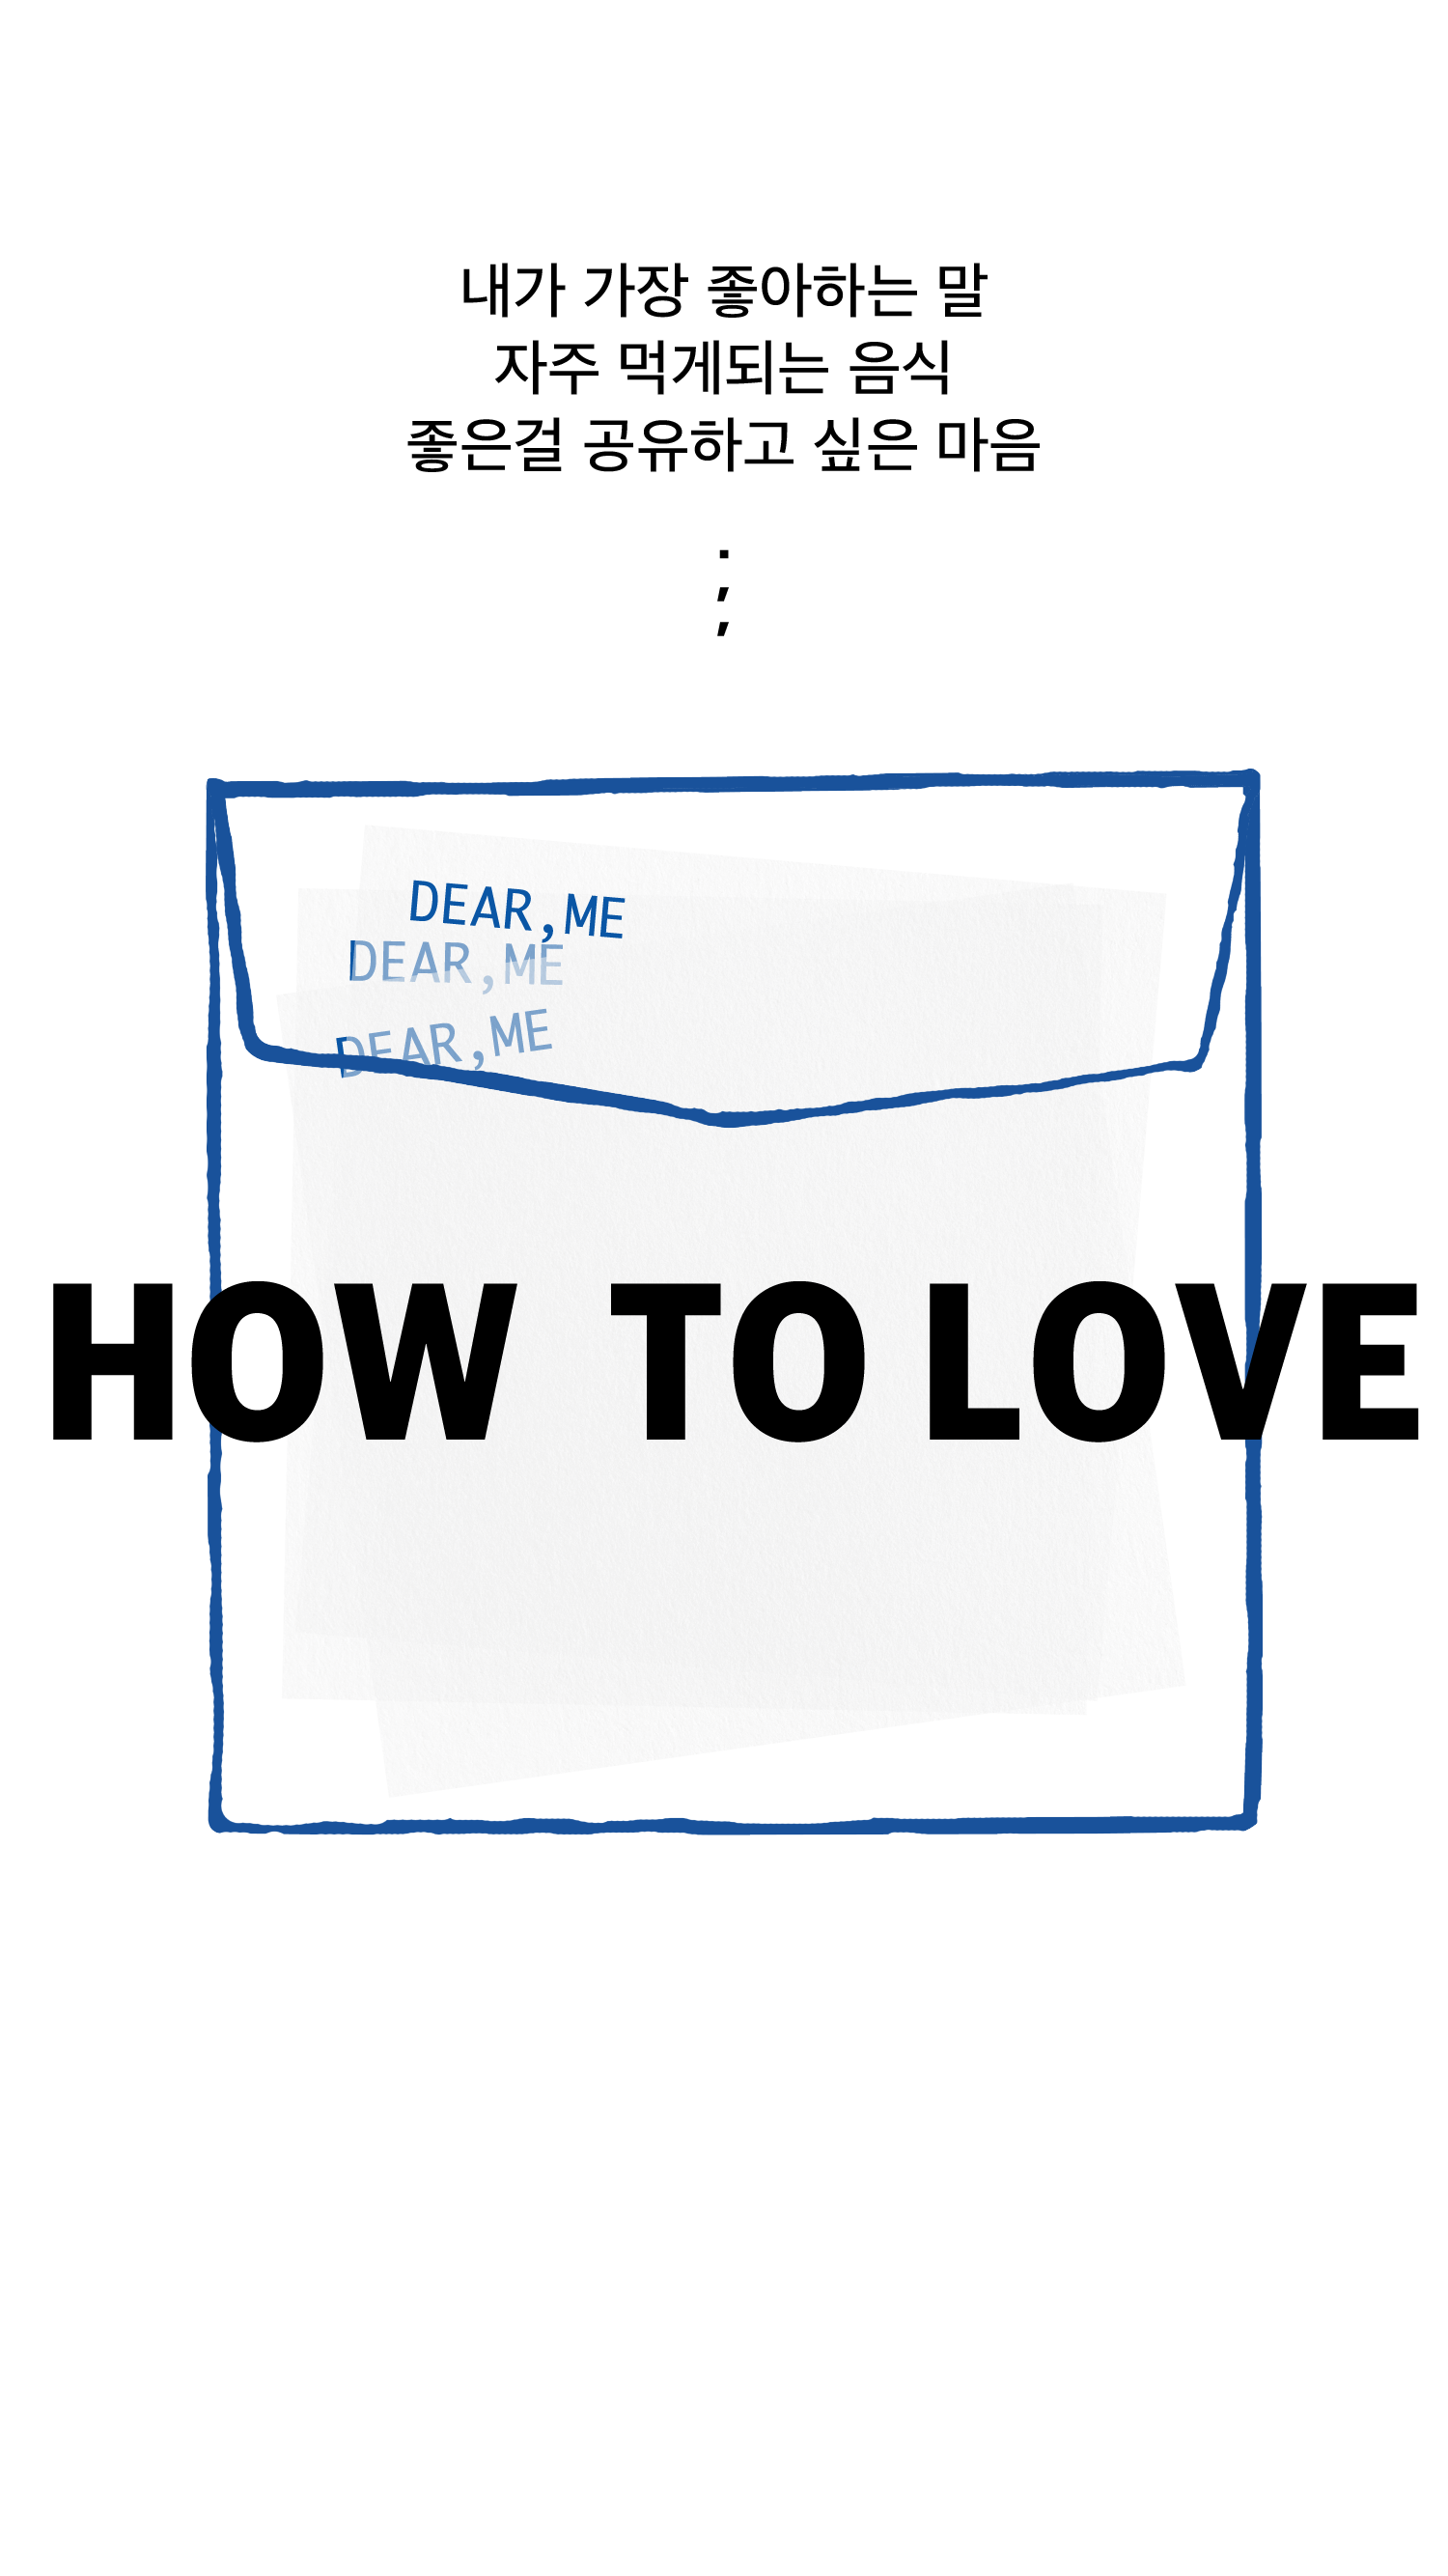 내가 가장 좋아하는 말
자주 먹게되는 음식
좋은걸 공유하고 싶은 마음
.
,
,
DEAR,ME
DEAR,ME
DEAR,ME
HOW TO LOVE